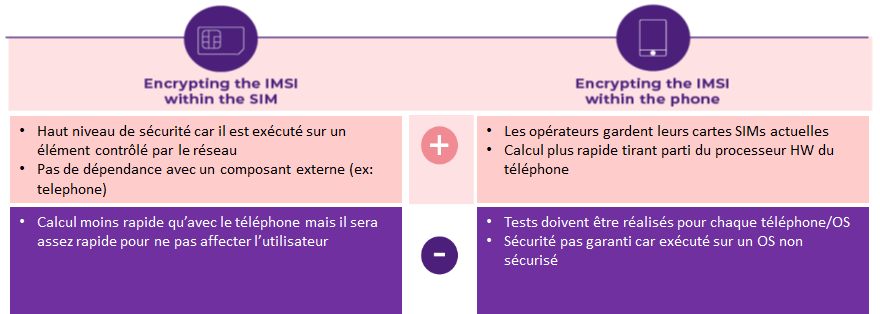 Encrypting the IMSI
within the SIM
Encrypting the IMSI
within the phone
• Haut niveau de sécurité car il est exécuté sur un
élément contrôlé par le réseau
• Pas de dépendance avec un composant externe (ex:
telephone)
+
• Les opérateurs gardent leurs cartes SIMs actuelles
• Calcul plus rapide tirant parti du processeur HW du
téléphone
• Calcul moins rapide qu’avec le téléphone mais il sera
assez rapide pour ne pas affecter l’utilisateur
-
• Tests doivent être réalisés pour chaque téléphone/OS
• Sécurité pas garanti car exécuté sur un OS non
sécurisé